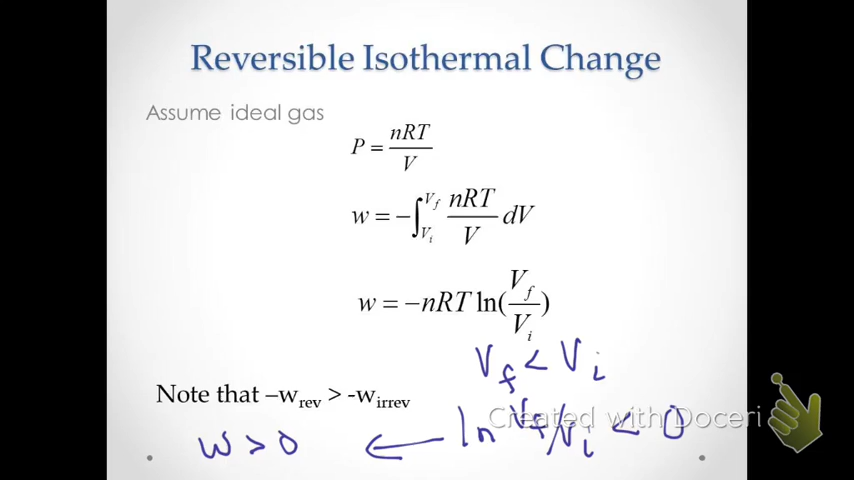 Reversible Isothermal Change
Assume ideal gas
P = nRT / V
w = −∫_{V_i}^{V_f} nRT / V dV
w = −nRT ln(V_f / V_i)
V_f < V_i
Note that –w_rev > -w_irrev
Created with Doceri
w > 0 ← ln V_f/V_i < 0